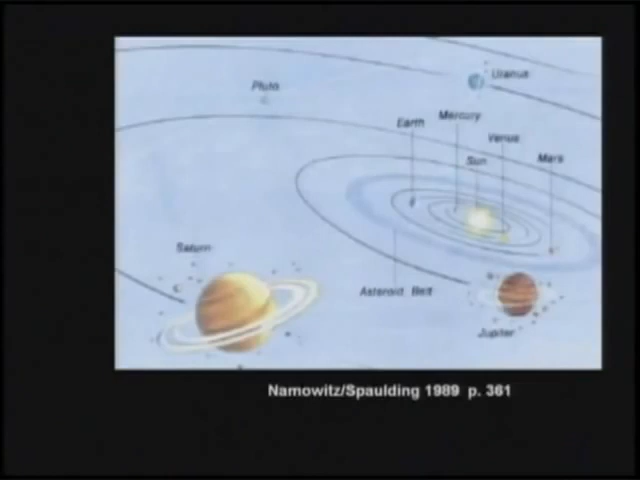 Uranus
Pluto
Mercury
Earth
Venus
Sun
Mars
Saturn
Asteroid Belt
Jupiter
Namowitz/Spaulding 1989 p. 361